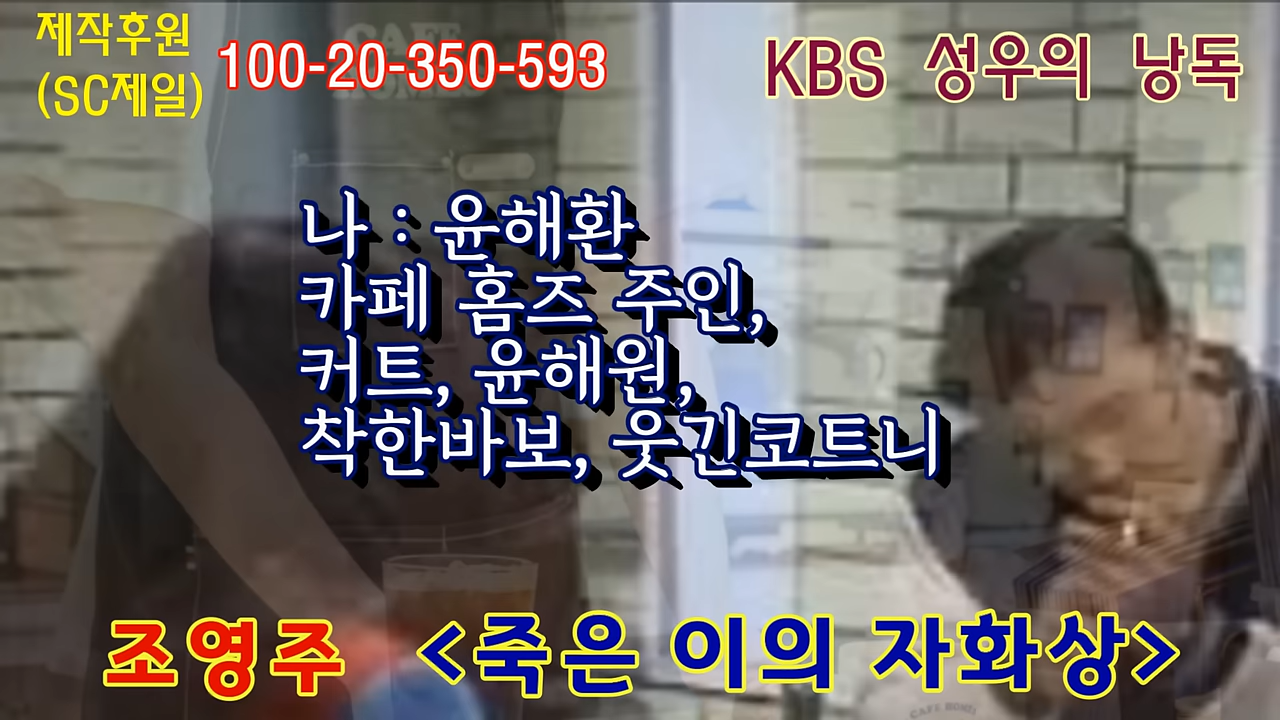 제작후원
(SC제일)
100-20-350-593
KBS 성우의 낭독
CAFE
나 : 윤해환
카페 홈즈 주인,
커트, 윤해원,
착한바보, 웃긴코트니
조영주 <죽은 이의 자화상>